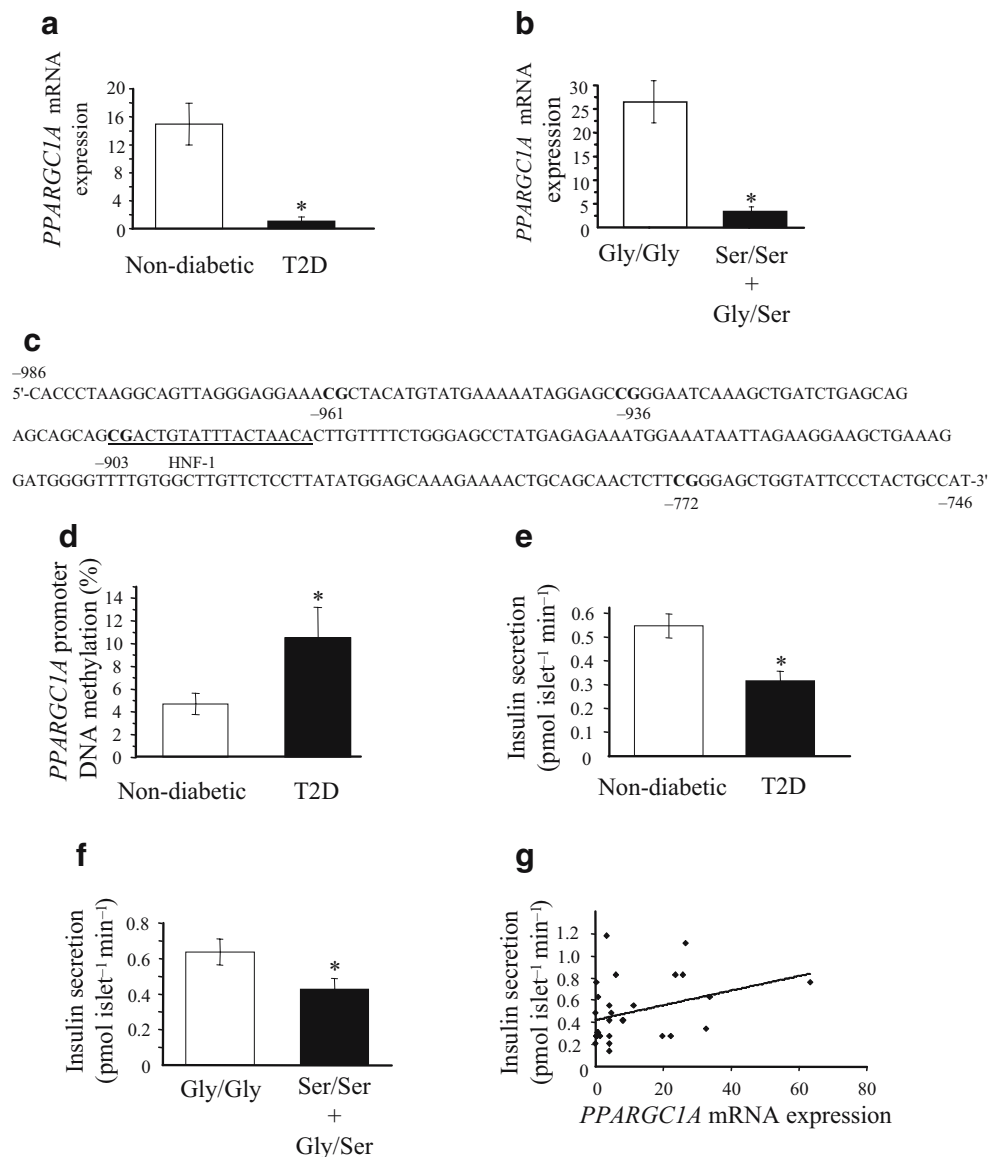 a
PPARGC1A mRNA
expression
20
16
12
8
4
0
*
Non-diabetic
T2D
b
PPARGC1A mRNA
expression
30
25
20
15
10
5
0
*
Gly/Gly
Ser/Ser
+
Gly/Ser
c
–986
5'-CACCCTAAGGCAGTTAGGGAGGAAACGCTACATGTATGAAAAATAGGAGCCGGGAATCAAAGCTGATCTGAGCAG
–961
–936
AGCAGCAGCGACTGTATTTACTAACACTTGTTTTCTGGGAGCCTATGAGAGAAATGGAAATAATTAGAAGGAAGCTGAAAG
–903
HNF-1
GATGGGGTTTTGTGGCTTGTTCTCCTTATATGGAGCAAAGAAAACTGCAGCAACTCTTCGGGAGCTGGTATTCCCTACTGCCAT-3'
–772
–746
d
PPARGC1A promoter
DNA methylation (%)
14
12
10
8
6
4
2
0
*
Non-diabetic
T2D
e
Insulin secretion
(pmol islet⁻¹ min⁻¹)
0.6
0.5
0.4
0.3
0.2
0.1
0
*
Non-diabetic
T2D
f
Insulin secretion
(pmol islet⁻¹ min⁻¹)
0.8
0.6
0.4
0.2
0
*
Gly/Gly
Ser/Ser
+
Gly/Ser
g
Insulin secretion
(pmol islet⁻¹ min⁻¹)
1.2
1.0
0.8
0.6
0.4
0.2
0
0
20
40
60
80
PPARGC1A mRNA expression